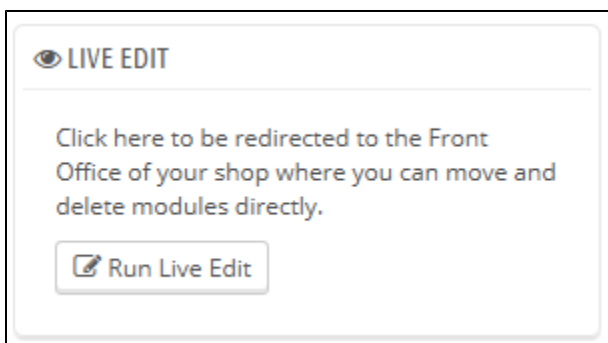 LIVE EDIT
Click here to be redirected to the Front
Office of your shop where you can move and
delete modules directly.
Run Live Edit